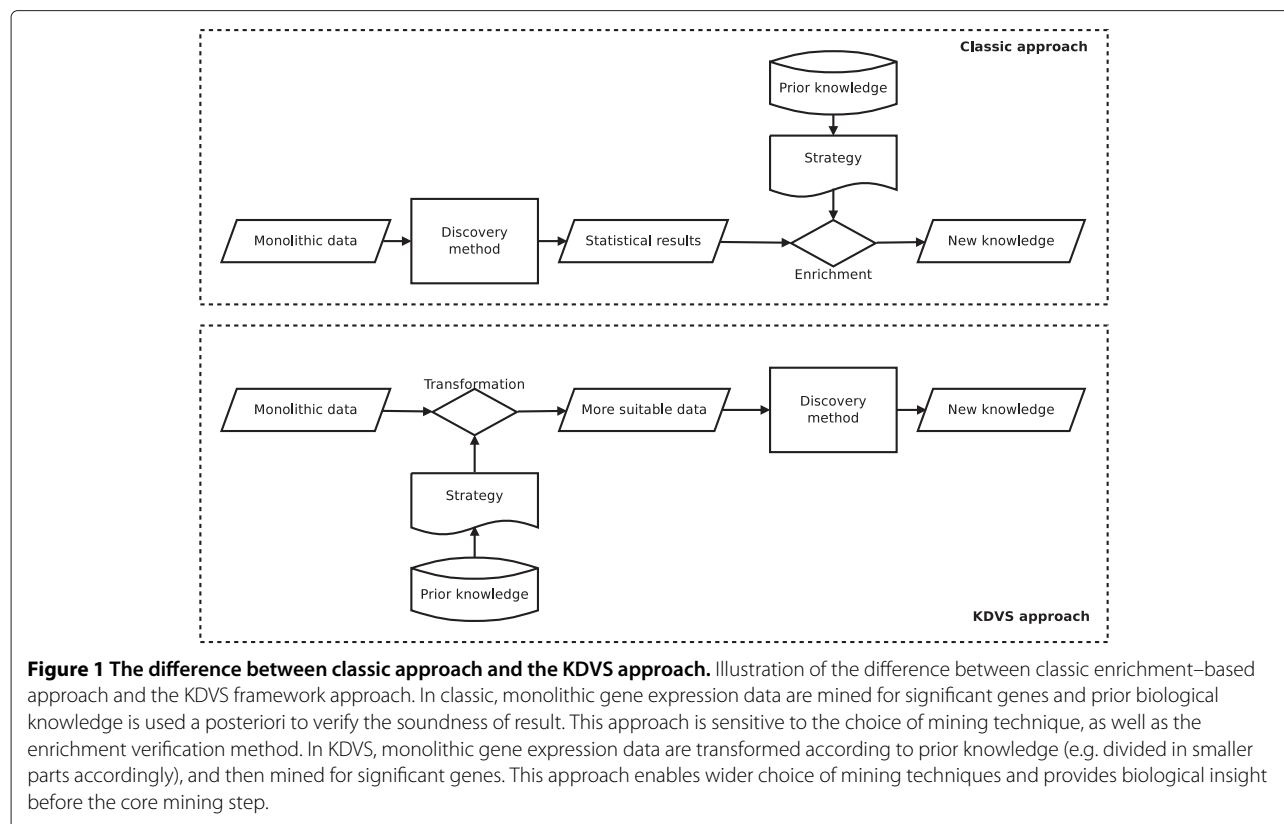 Classic approach
Prior knowledge
Strategy
Monolithic data
Discovery
method
Statistical results
Enrichment
New knowledge
Monolithic data
Transformation
More suitable data
Discovery
method
New knowledge
Strategy
Prior knowledge
KDVS approach
Figure 1 The difference between classic approach and the KDVS approach. Illustration of the difference between classic enrichment–based
approach and the KDVS framework approach. In classic, monolithic gene expression data are mined for significant genes and prior biological
knowledge is used a posteriori to verify the soundness of result. This approach is sensitive to the choice of mining technique, as well as the
enrichment verification method. In KDVS, monolithic gene expression data are transformed according to prior knowledge (e.g. divided in smaller
parts accordingly), and then mined for significant genes. This approach enables wider choice of mining techniques and provides biological insight
before the core mining step.